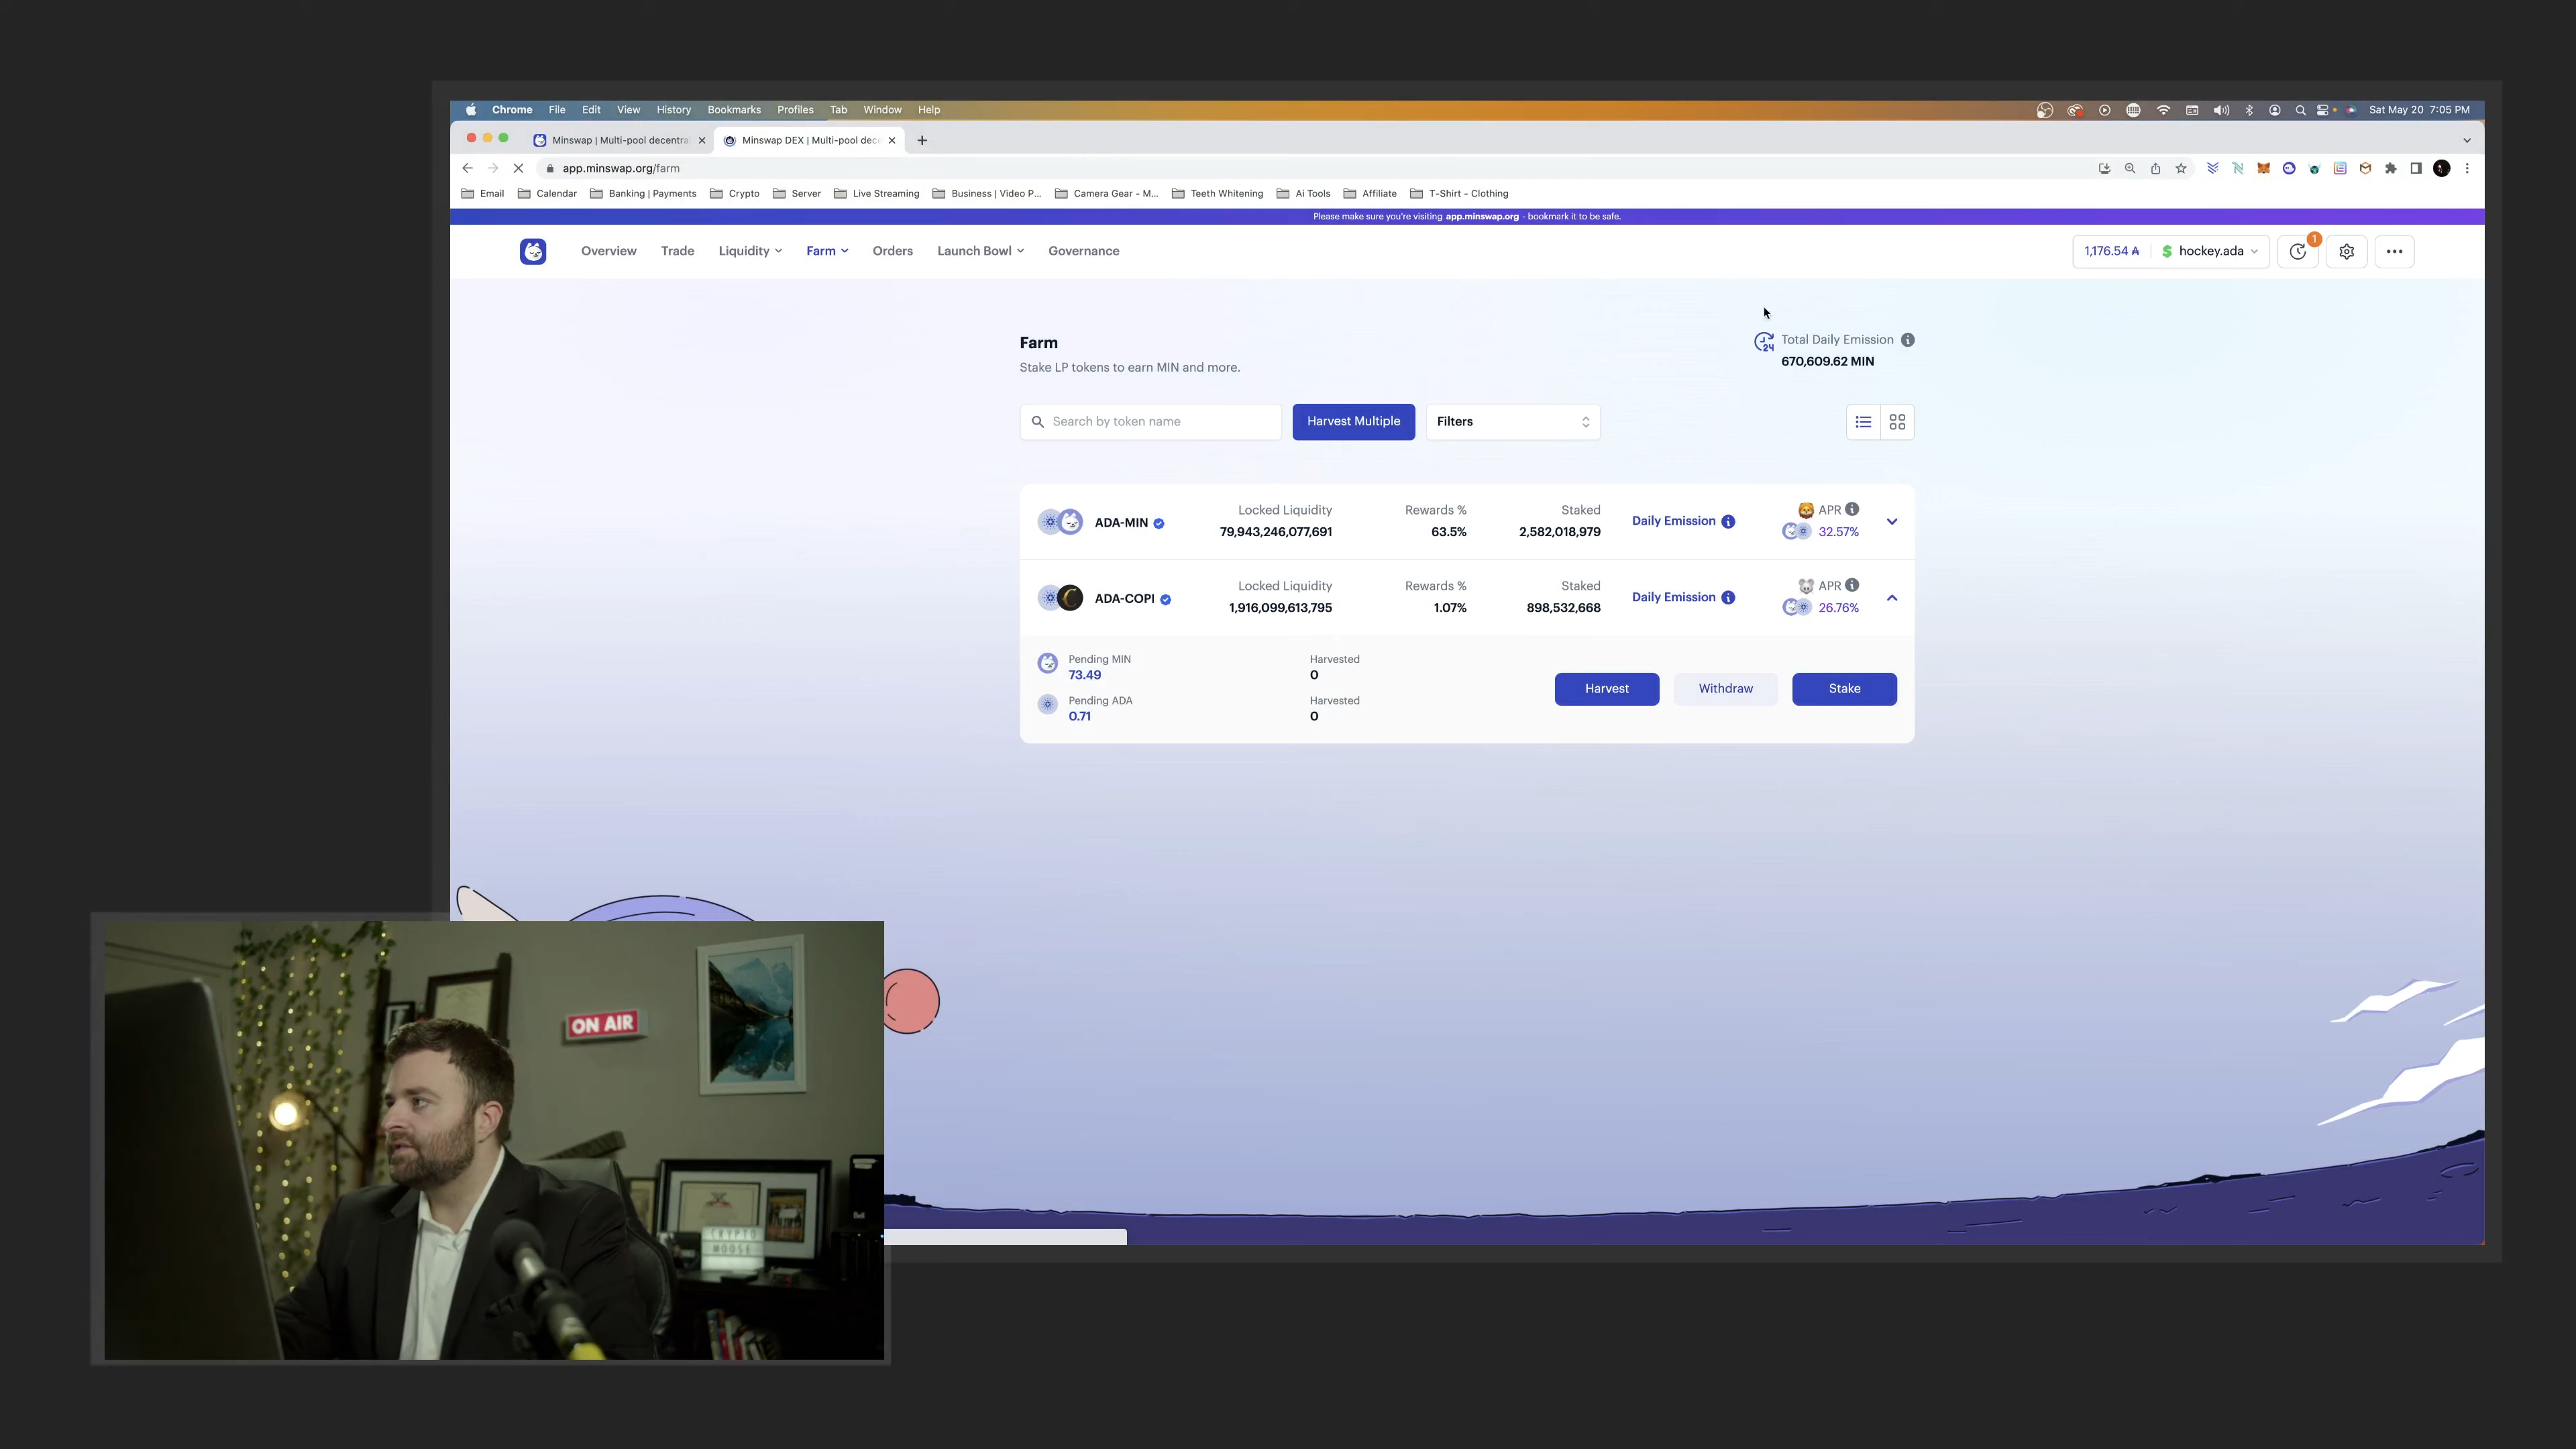 Chrome File Edit View History Bookmarks Profiles Tab Window Help
Sat May 20 7:05 PM
Minswap | Multi-pool decentral
Minswap DEX | Multi-pool dece
app.minswap.org/farm
Email Calendar Banking | Payments Crypto Server Live Streaming Business | Video P... Camera Gear - M... Teeth Whitening Ai Tools Affiliate T-Shirt - Clothing
Please make sure you're visiting app.minswap.org - bookmark it to be safe.
Overview Trade Liquidity Farm Orders Launch Bowl Governance
1,176.54 ₳ $ hockey.ada 1
Farm
Stake LP tokens to earn MIN and more.
24
Total Daily Emission
670,609.62 MIN
Search by token name Harvest Multiple Filters
ADA-MIN
Locked Liquidity
79,943,246,077,691
Rewards %
63.5%
Staked
2,582,018,979
Daily Emission
APR
32.57%
ADA-COPI
Locked Liquidity
1,916,099,613,795
Rewards %
1.07%
Staked
898,532,668
Daily Emission
APR
26.76%
Pending MIN
73.49
Harvested
0
Pending ADA
0.71
Harvested
0
Harvest Withdraw Stake
ON AIR
CRYPTO
MOOSE